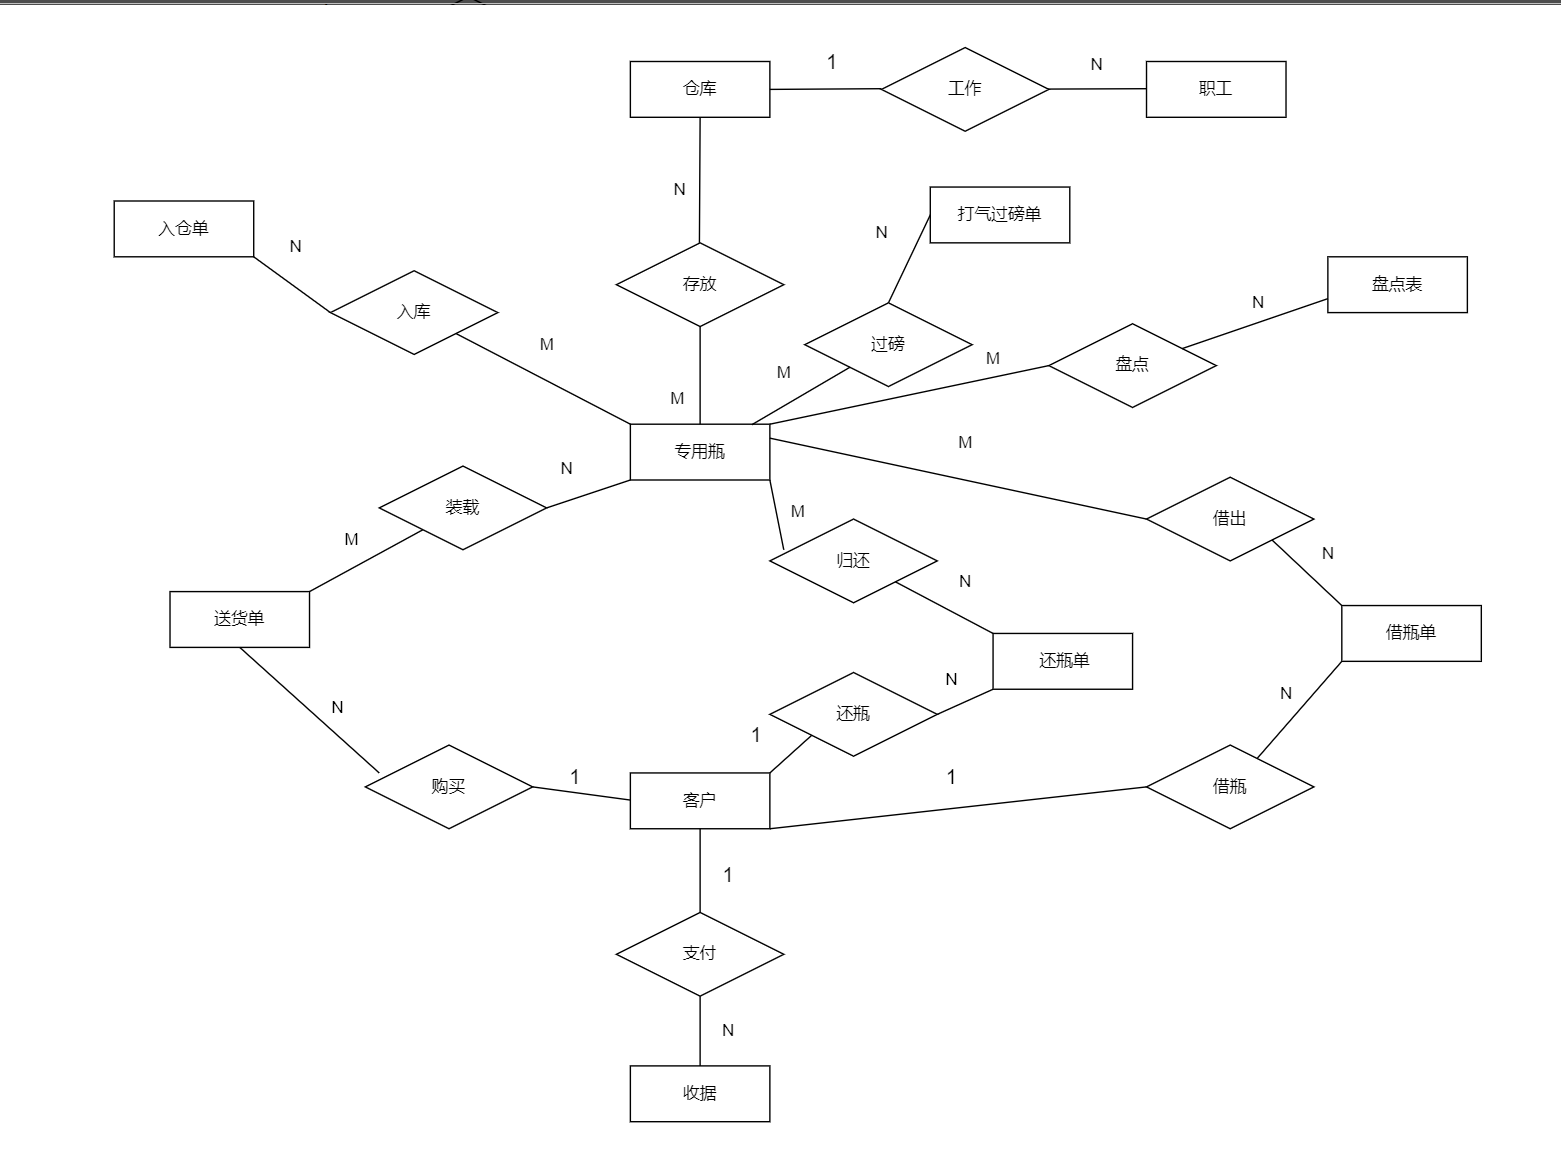 仓库
1
工作
N
职工
N
入仓单
N
入库
M
存放
M
打气过磅单
N
过磅
M
盘点表
N
盘点
M
专用瓶
N
装载
M
送货单
M
归还
N
还瓶单
M
借出
N
借瓶单
N
购买
1
客户
1
还瓶
N
1
借瓶
N
1
支付
N
收据